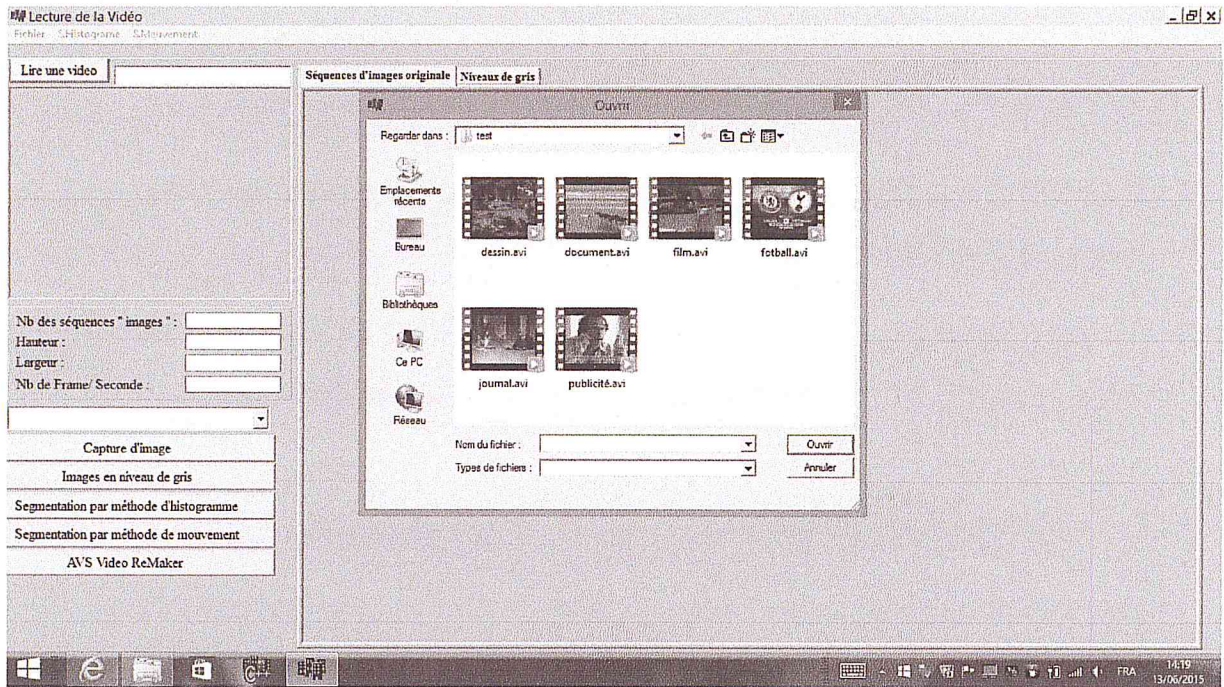 Lecture de la Vidéo
Fichier S.Histograme S.Mouvement
Lire une video
Séquences d'images originale
Niveaux de gris
Ouvrir
Regarder dans :
test
Emplacements
récents
Bureau
Bibliothèques
Ce PC
Réseau
dessin.avi
document.avi
film.avi
fotball.avi
journal.avi
publicité.avi
Nom du fichier :
Ouvrir
Types de fichiers :
Annuler
Nb des séquences " images " :
Hauteur :
Largeur :
Nb de Frame/ Seconde :
Capture d'image
Images en niveau de gris
Segmentation par méthode d'histogramme
Segmentation par méthode de mouvement
AVS Video ReMaker
FRA
14:19
13/06/2015